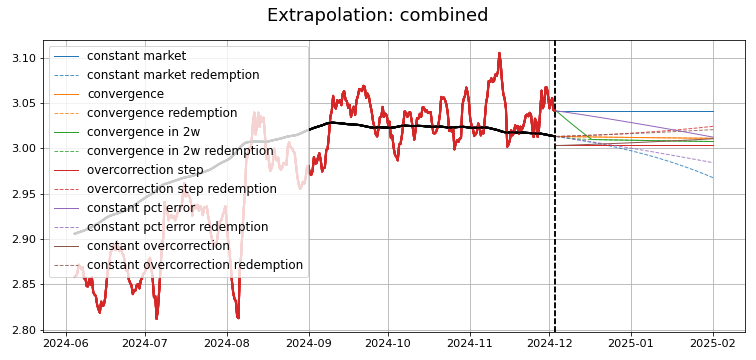 Extrapolation: combined
3.10
3.05
3.00
2.95
2.90
2.85
2.80
constant market
constant market redemption
convergence
convergence redemption
convergence in 2w
convergence in 2w redemption
overcorrection step
overcorrection step redemption
constant pct error
constant pct error redemption
constant overcorrection
constant overcorrection redemption
2024-06 2024-07 2024-08 2024-09 2024-10 2024-11 2024-12 2025-01 2025-02